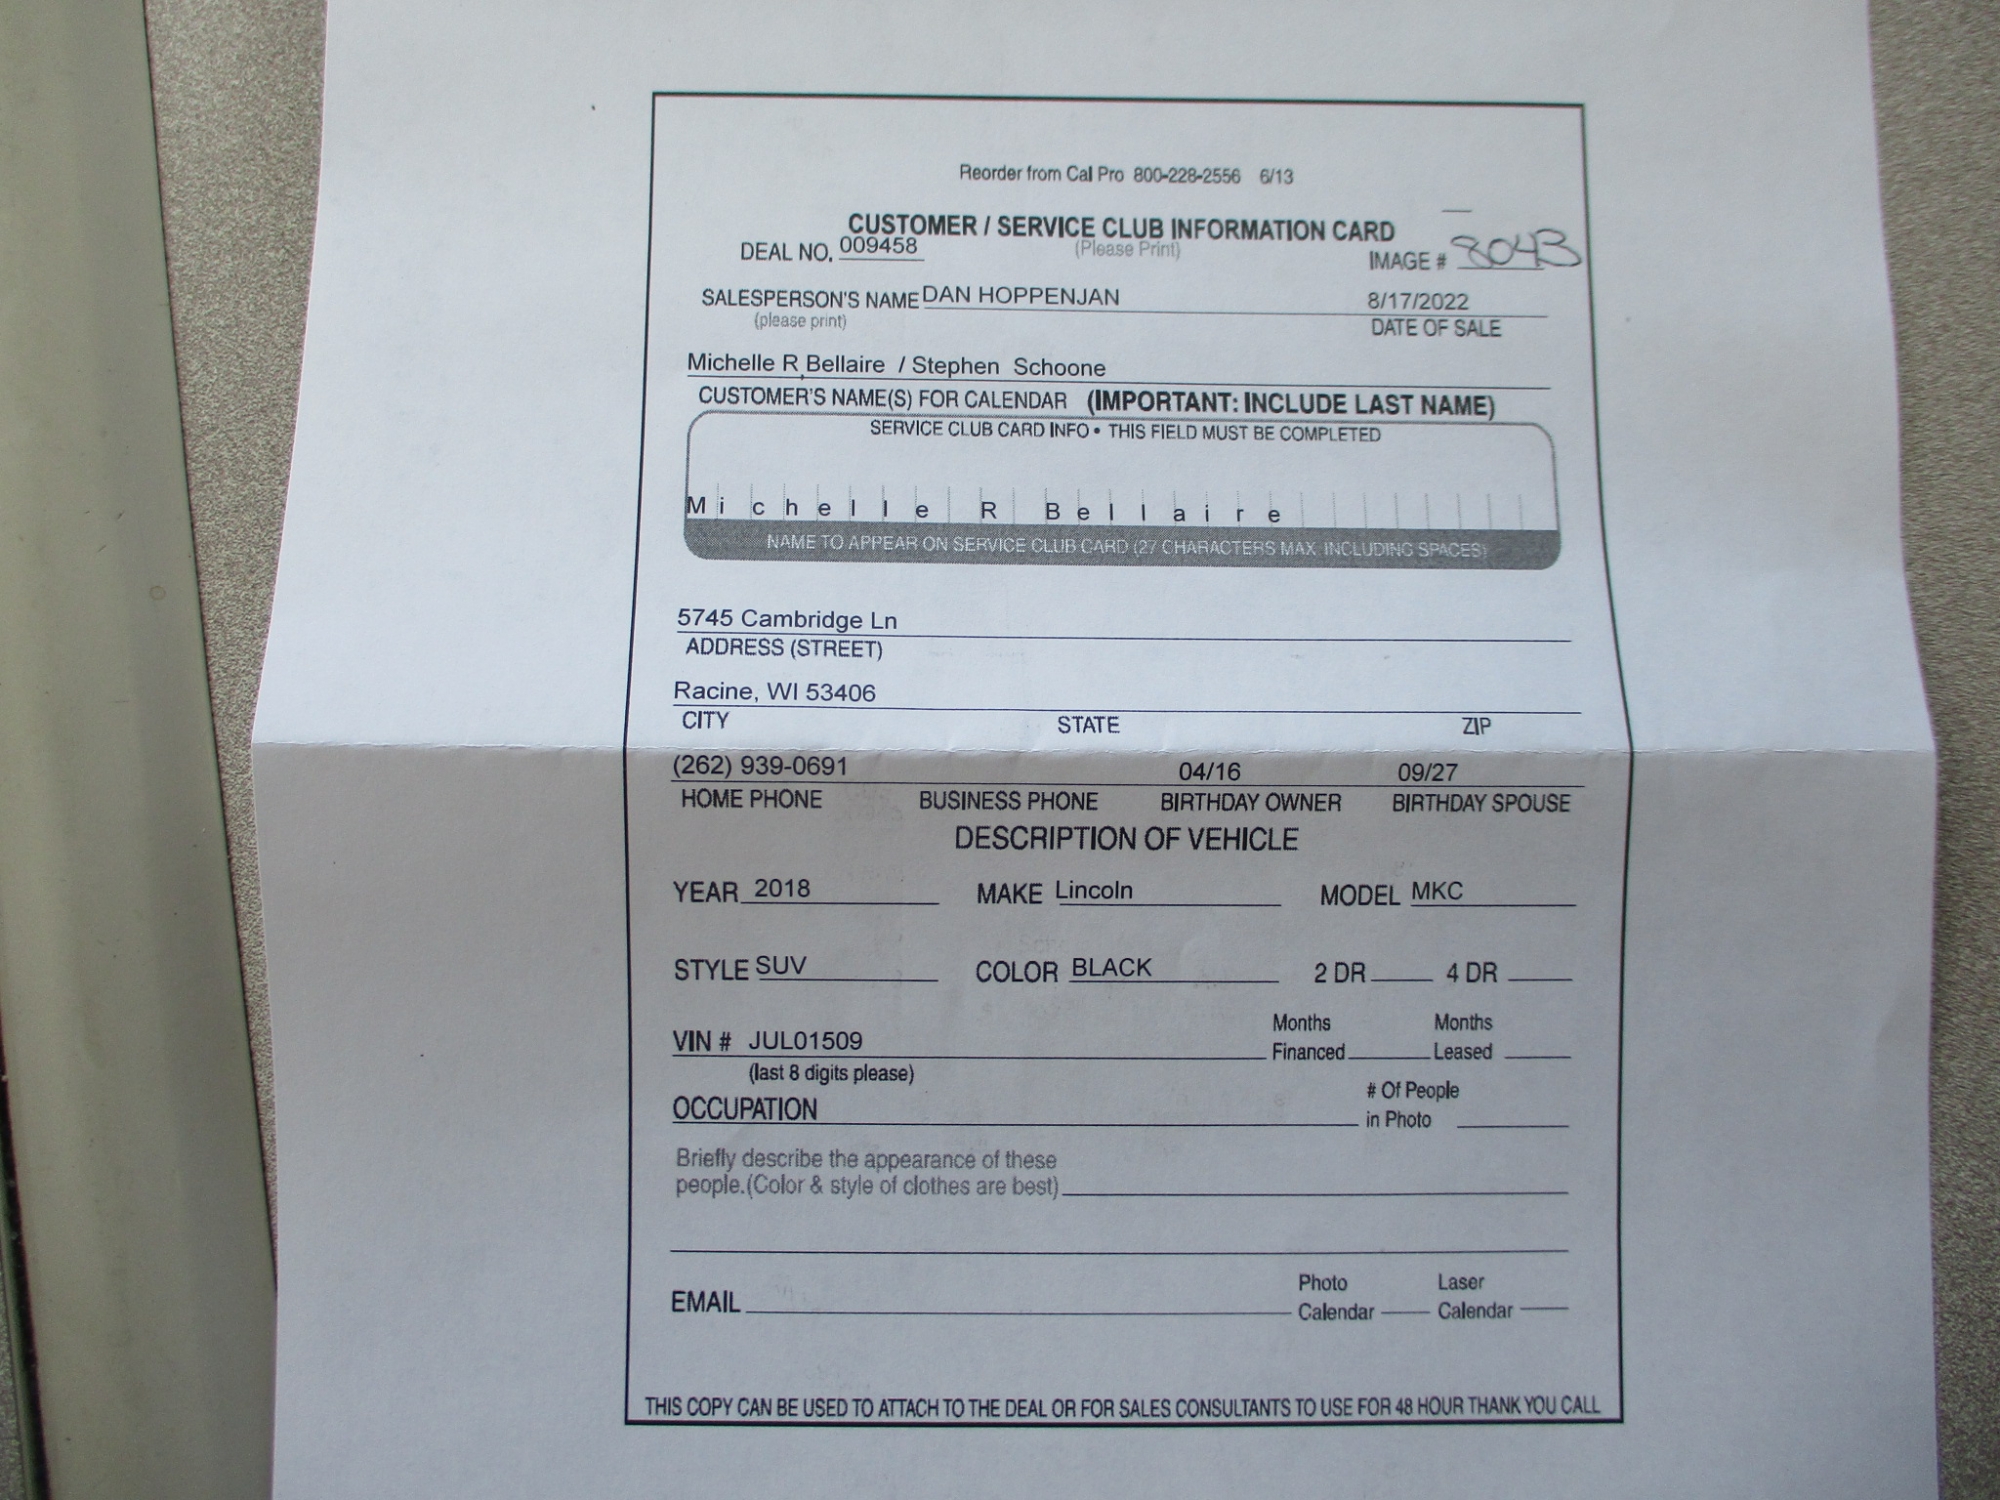 Reorder from Cal Pro 800-228-2556 6/13
CUSTOMER / SERVICE CLUB INFORMATION CARD
DEAL NO. 009458 (Please Print) IMAGE # 8043
SALESPERSON'S NAME DAN HOPPENJAN 8/17/2022
(please print) DATE OF SALE
Michelle R Bellaire / Stephen Schoone
CUSTOMER'S NAME(S) FOR CALENDAR (IMPORTANT: INCLUDE LAST NAME)
SERVICE CLUB CARD INFO • THIS FIELD MUST BE COMPLETED
Michelle R Bellaire
NAME TO APPEAR ON SERVICE CLUB CARD (27 CHARACTERS MAX. INCLUDING SPACES)
5745 Cambridge Ln
ADDRESS (STREET)
Racine, WI 53406
CITY STATE ZIP
(262) 939-0691 04/16 09/27
HOME PHONE BUSINESS PHONE BIRTHDAY OWNER BIRTHDAY SPOUSE
DESCRIPTION OF VEHICLE
YEAR 2018 MAKE Lincoln MODEL MKC
STYLE SUV COLOR BLACK 2 DR 4 DR
VIN # JUL01509 Months Financed Months Leased
(last 8 digits please)
OCCUPATION # Of People in Photo
Briefly describe the appearance of these
people.(Color & style of clothes are best)
EMAIL Photo Calendar Laser Calendar
THIS COPY CAN BE USED TO ATTACH TO THE DEAL OR FOR SALES CONSULTANTS TO USE FOR 48 HOUR THANK YOU CALL